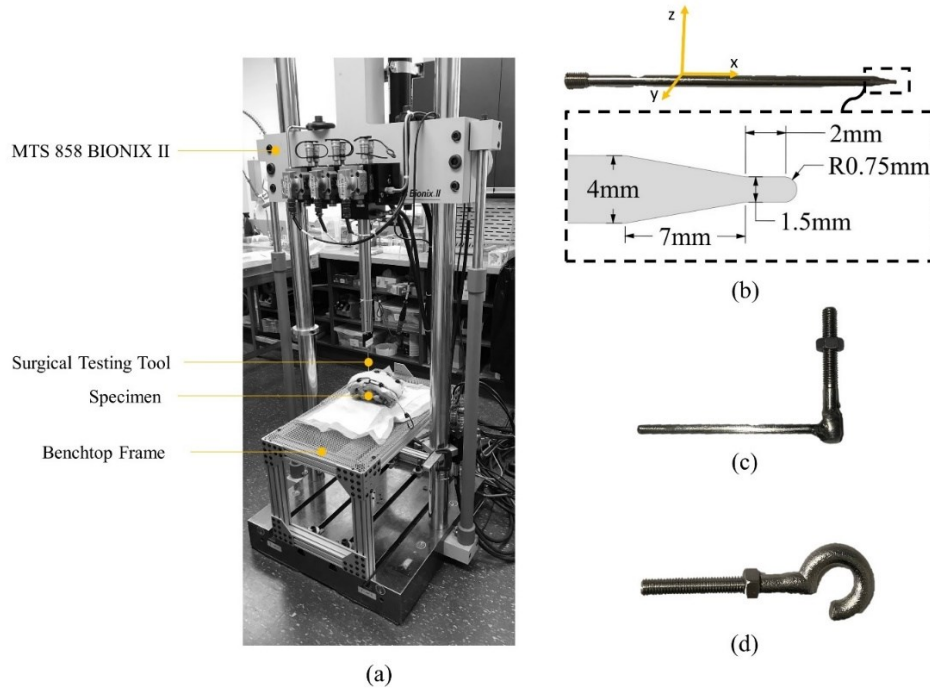 MTS 858 BIONIX II
Bionix II
Surgical Testing Tool
Specimen
Benchtop Frame
(a)
z
x
y
2mm
R0.75mm
4mm
1.5mm
7mm
(b)
(c)
(d)